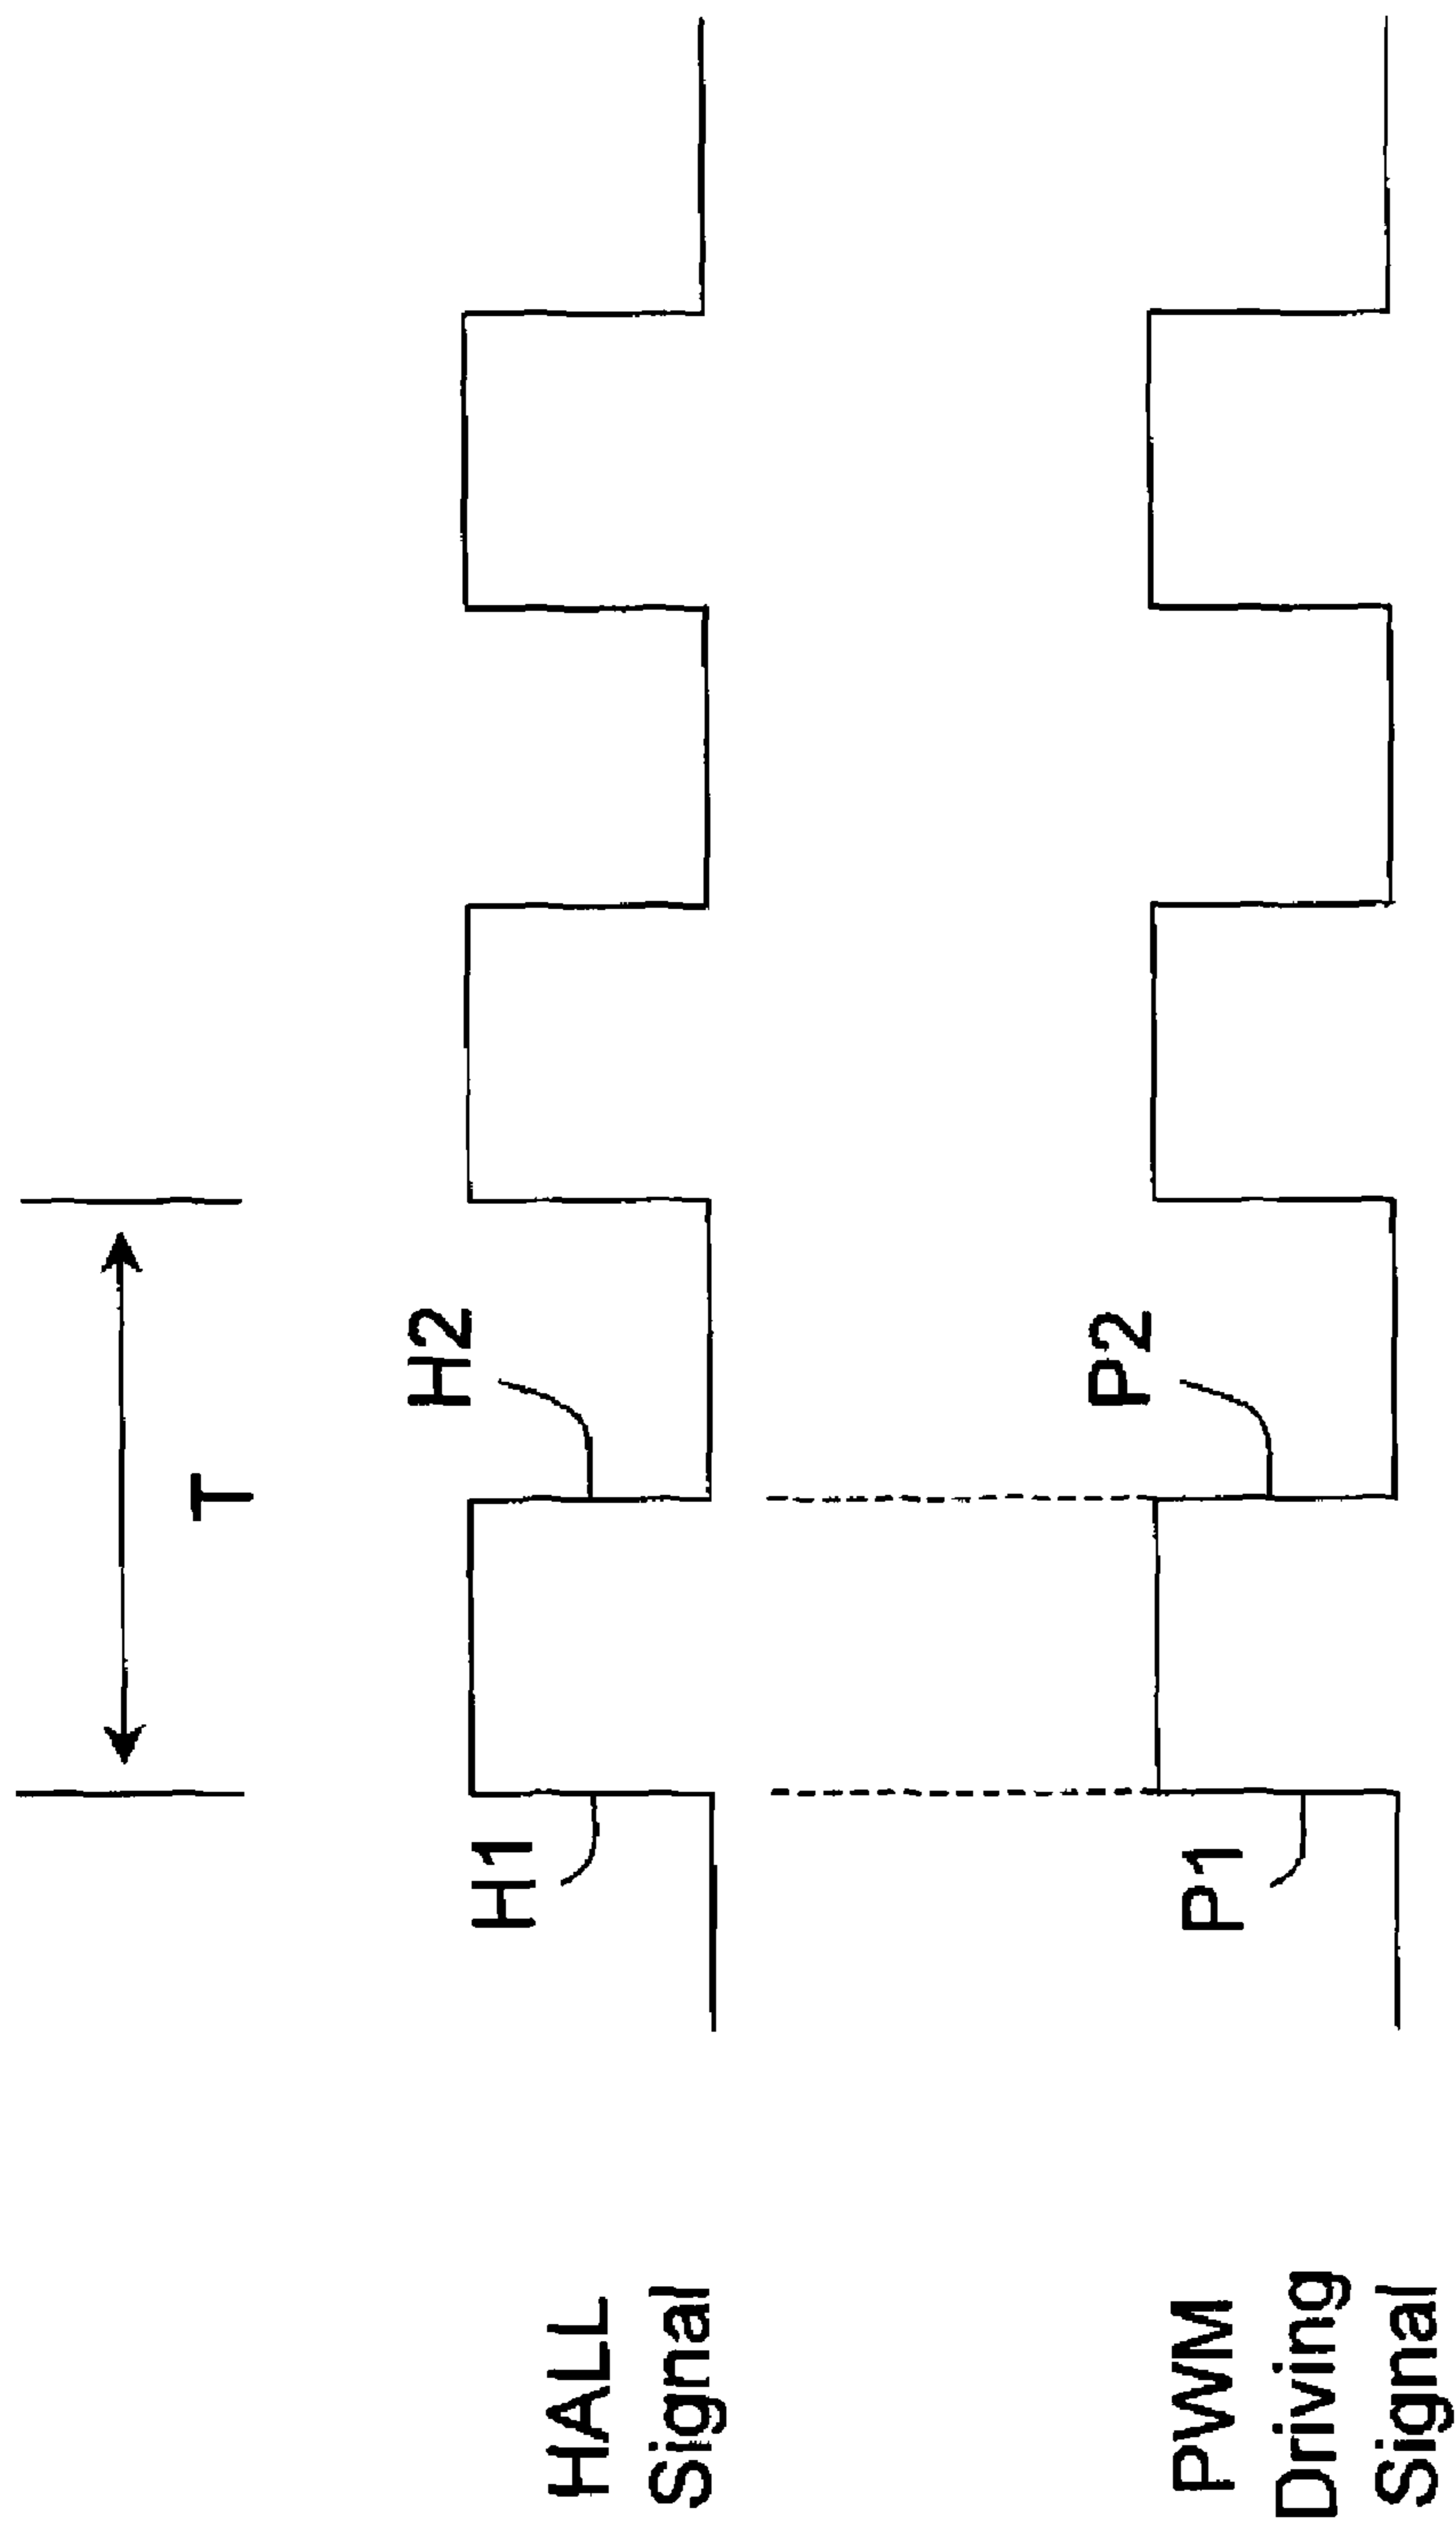 T
H1
H2
HALL
Signal
P1
P2
PWM
Driving
Signal